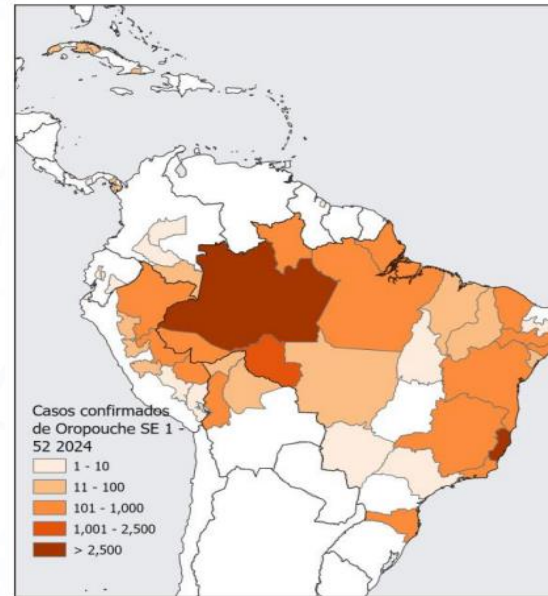 Casos confirmados
de Oropouche SE 1 -
52 2024
1 - 10
11 - 100
101 - 1,000
1,001 - 2,500
> 2,500